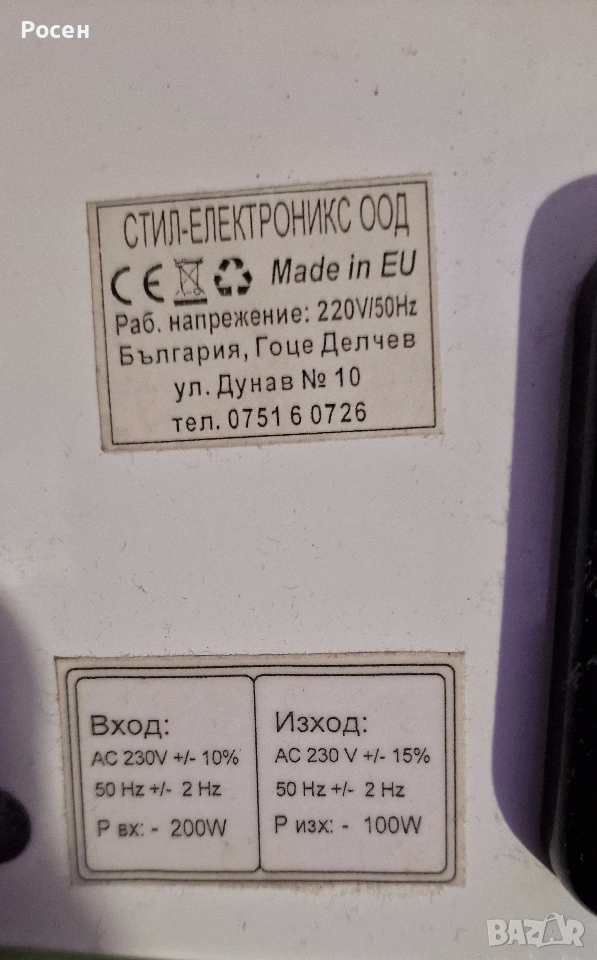 Росен
СТИЛ-ЕЛЕКТРОНИКС ООД
CE Made in EU
Раб. напрежение: 220V/50Hz
България, Гоце Делчев
ул. Дунав № 10
тел. 0751 6 0726
Вход:
AC 230V +/- 10%
50 Hz +/- 2 Hz
P вх: - 200W
Изход:
AC 230 V +/- 15%
50 Hz +/- 2 Hz
P изх: - 100W
BAZAR